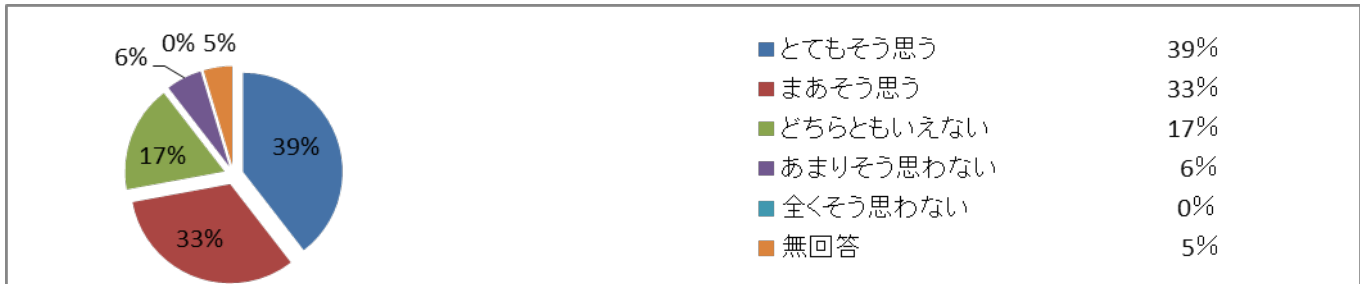 0% 5%
6%
39%
17%
33%
とてもそう思う 39%
まあそう思う 33%
どちらともいえない 17%
あまりそう思わない 6%
全くそう思わない 0%
無回答 5%